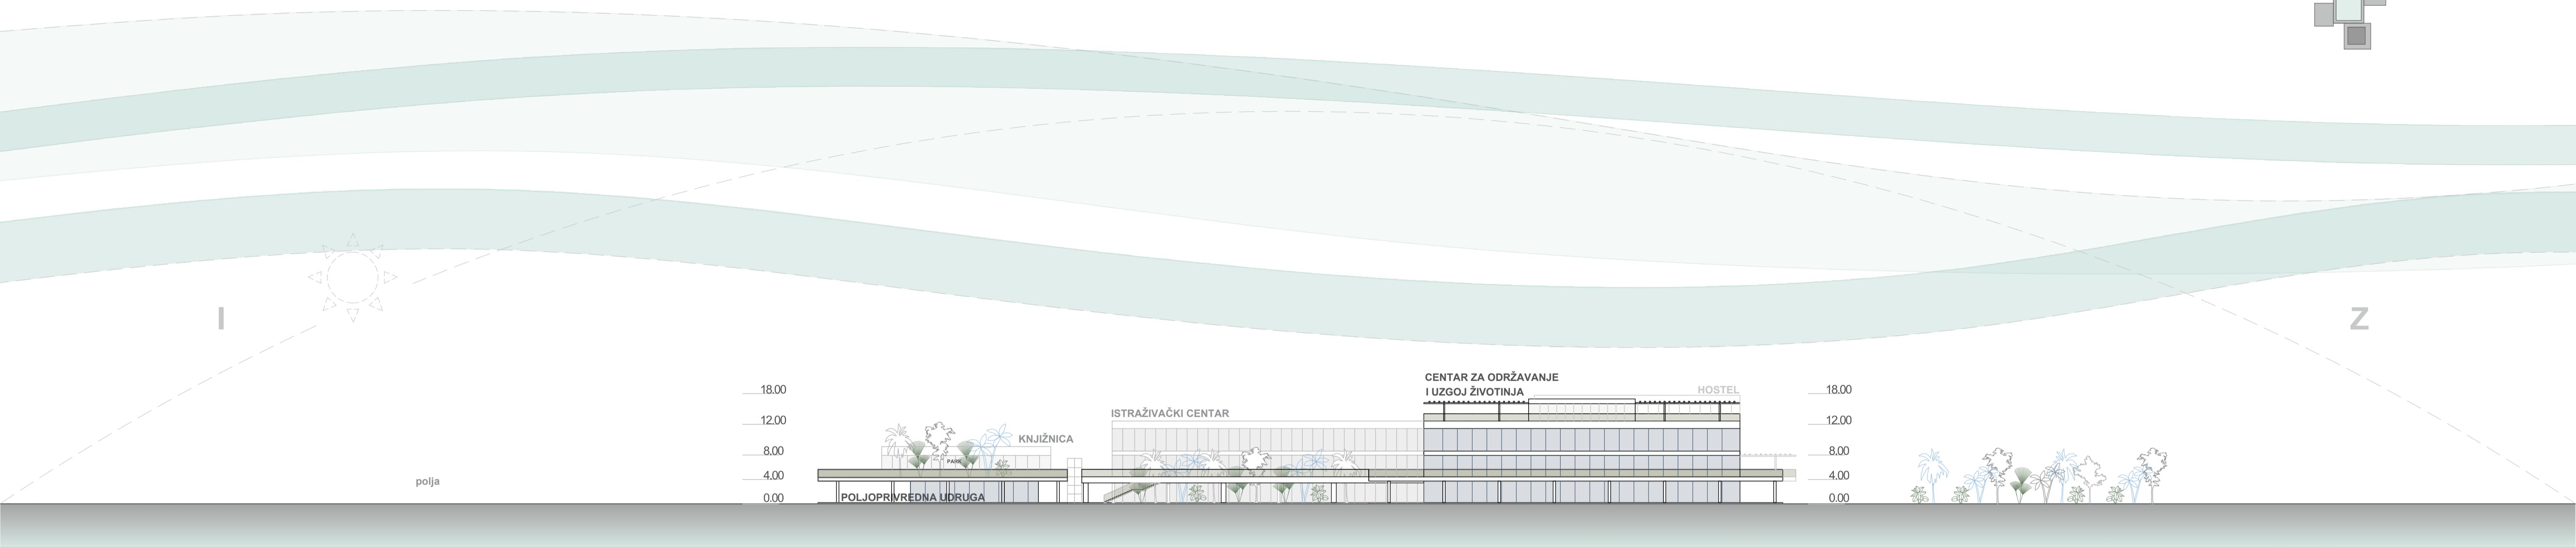 I
Z
CENTAR ZA ODRŽAVANJE
I UZGOJ ŽIVOTINJA
HOSTEL
18.00
18.00
ISTRAŽIVAČKI CENTAR
12.00
12.00
KNJIŽNICA
8.00
8.00
PARK
4.00
4.00
polja
POLJOPRIVREDNA UDRUGA
0.00
0.00